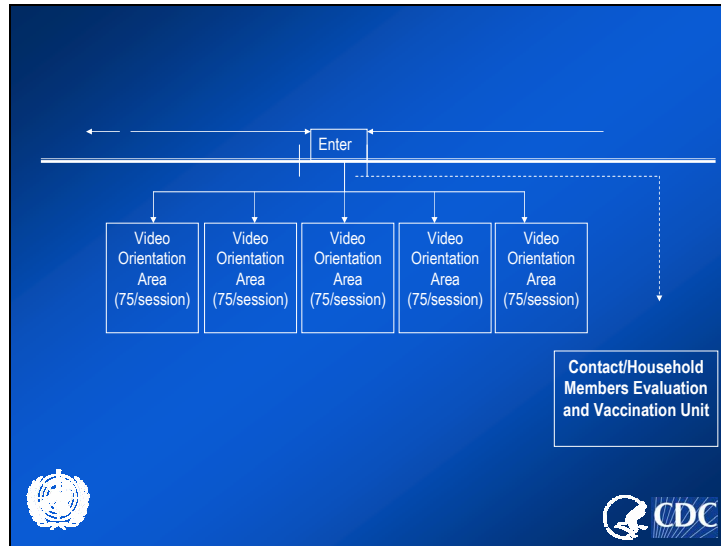 Enter
Video
Orientation
Area
(75/session)
Video
Orientation
Area
(75/session)
Video
Orientation
Area
(75/session)
Video
Orientation
Area
(75/session)
Video
Orientation
Area
(75/session)
Contact/Household
Members Evaluation
and Vaccination Unit
CDC